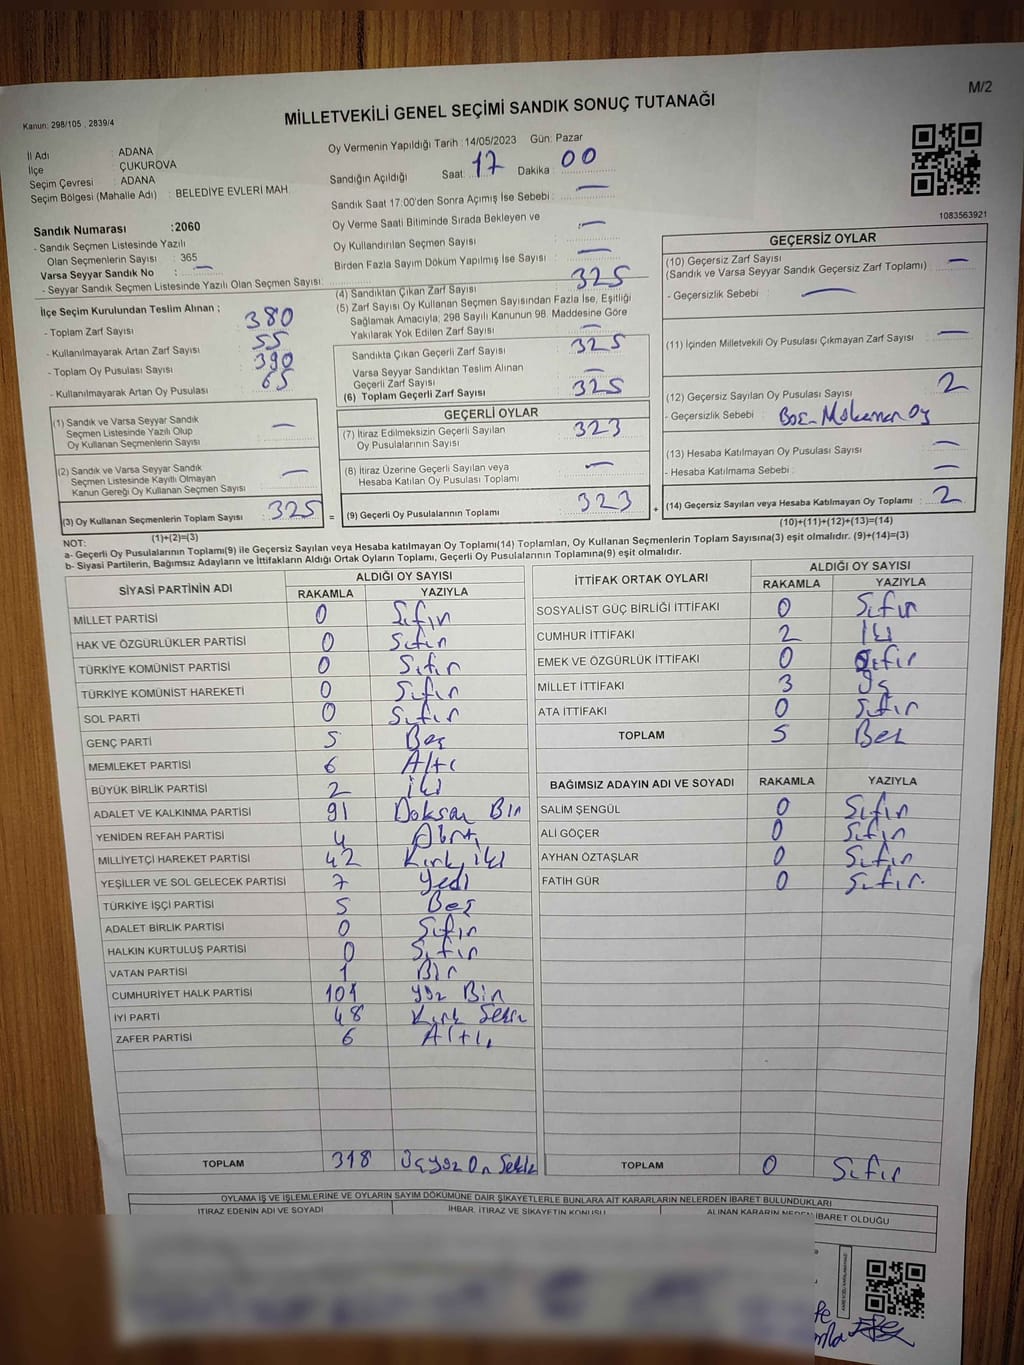 M/2
Kanun: 298/105 , 2839/4
MİLLETVEKİLİ GENEL SEÇİMİ SANDIK SONUÇ TUTANAĞI
İl Adı : ADANA
İlçe : ÇUKUROVA
Seçim Çevresi : ADANA
Seçim Bölgesi (Mahalle Adı) : BELEDİYE EVLERİ MAH.
Oy Vermenin Yapıldığı Tarih : 14/05/2023 Gün: Pazar
Sandığın Açıldığı Saat: 17 Dakika : 00
Sandık Saat 17:00'den Sonra Açımış İse Sebebi : —
Oy Verme Saati Bitiminde Sırada Bekleyen ve
Oy Kullandırılan Seçmen Sayısı : —
Birden Fazla Sayım Döküm Yapılmış İse Sayısı : —
1083563921
Sandık Numarası : 2060
- Sandık Seçmen Listesinde Yazılı
Olan Seçmenlerin Sayısı : 365
Varsa Seyyar Sandık No : —
- Seyyar Sandık Seçmen Listesinde Yazılı Olan Seçmen Sayısı:
İlçe Seçim Kurulundan Teslim Alınan ;
- Toplam Zarf Sayısı : 380
- Kullanılmayarak Artan Zarf Sayısı : 55
- Toplam Oy Pusulası Sayısı : 390
- Kullanılmayarak Artan Oy Pusulası : 65
(1) Sandık ve Varsa Seyyar Sandık
Seçmen Listesinde Yazılı Olup
Oy Kullanan Seçmenlerin Sayısı : —
(2) Sandık ve Varsa Seyyar Sandık
Seçmen Listesinde Kayıtlı Olmayan
Kanun Gereği Oy Kullanan Seçmen Sayısı : —
(3) Oy Kullanan Seçmenlerin Toplam Sayısı : 325 =
(1)+(2)=(3)
(4) Sandıktan Çıkan Zarf Sayısı : 325
(5) Zarf Sayısı Oy Kullanan Seçmen Sayısından Fazla İse, Eşitliği
Sağlamak Amacıyla, 298 Sayılı Kanunun 98. Maddesine Göre
Yakılarak Yok Edilen Zarf Sayısı : —
Sandıkta Çıkan Geçerli Zarf Sayısı : 325
Varsa Seyyar Sandıktan Teslim Alınan
Geçerli Zarf Sayısı : —
(6) Toplam Geçerli Zarf Sayısı : 325
GEÇERLİ OYLAR
(7) İtiraz Edilmeksizin Geçerli Sayılan
Oy Pusulalarının Sayısı : 323
(8) İtiraz Üzerine Geçerli Sayılan veya
Hesaba Katılan Oy Pusulası Toplamı : —
(9) Geçerli Oy Pusulalarının Toplamı : 323 +
GEÇERSİZ OYLAR
(10) Geçersiz Zarf Sayısı : —
(Sandık ve Varsa Seyyar Sandık Geçersiz Zarf Toplamı)
- Geçersizlik Sebebi : —
(11) İçinden Milletvekili Oy Pusulası Çıkmayan Zarf Sayısı : —
(12) Geçersiz Sayılan Oy Pusulası Sayısı : 2
- Geçersizlik Sebebi :
(13) Hesaba Katılmayan Oy Pusulası Sayısı : —
- Hesaba Katılmama Sebebi : —
(14) Geçersiz Sayılan veya Hesaba Katılmayan Oy Toplamı : 2
(10)+(11)+(12)+(13)=(14)
NOT:
a- Geçerli Oy Pusulalarının Toplamı(9) ile Geçersiz Sayılan veya Hesaba katılmayan Oy Toplamı(14) Toplamları, Oy Kullanan Seçmenlerin Toplam Sayısına(3) eşit olmalıdır. (9)+(14)=(3)
b- Siyasi Partilerin, Bağımsız Adayların ve İttifakların Aldığı Ortak Oyların Toplamı, Geçerli Oy Pusulalarının Toplamına(9) eşit olmalıdır.
SİYASİ PARTİNİN ADI
ALDIĞI OY SAYISI
RAKAMLA YAZIYLA
MİLLET PARTİSİ 0 Sıfır
HAK VE ÖZGÜRLÜKLER PARTİSİ 0 Sıfır
TÜRKİYE KOMÜNİST PARTİSİ 0 Sıfır
TÜRKİYE KOMÜNİST HAREKETİ 0 Sıfır
SOL PARTİ 0 Sıfır
GENÇ PARTİ 5 Beş
MEMLEKET PARTİSİ 6 Altı
BÜYÜK BİRLİK PARTİSİ 2 iki
ADALET VE KALKINMA PARTİSİ 91 Doksan Bir
YENİDEN REFAH PARTİSİ 4 Dört
MİLLİYETÇİ HAREKET PARTİSİ 42 Kırk iki
YEŞİLLER VE SOL GELECEK PARTİSİ 7 Yedi
TÜRKİYE İŞÇİ PARTİSİ 5 Beş
ADALET BİRLİK PARTİSİ 0 Sıfır
HALKIN KURTULUŞ PARTİSİ 0 Sıfır
VATAN PARTİSİ 1 Bir
CUMHURİYET HALK PARTİSİ 101 Yüz Bir
İYİ PARTİ 48 Kırk Sekiz
ZAFER PARTİSİ 6 Altı
TOPLAM 318 Üçyüz On Sekiz
İTTİFAK ORTAK OYLARI
ALDIĞI OY SAYISI
RAKAMLA YAZIYLA
SOSYALİST GÜÇ BİRLİĞİ İTTİFAKI 0 Sıfır
CUMHUR İTTİFAKI 2 İki
EMEK VE ÖZGÜRLÜK İTTİFAKI 0 Sıfır
MİLLET İTTİFAKI 3 Üç
ATA İTTİFAKI 0 Sıfır
TOPLAM 5 Beş
BAĞIMSIZ ADAYIN ADI VE SOYADI RAKAMLA YAZIYLA
SALİM ŞENGÜL 0 Sıfır
ALİ GÖÇER 0 Sıfır
AYHAN ÖZTAŞLAR 0 Sıfır
FATİH GÜR 0 Sıfır.
TOPLAM 0 Sıfır
OYLAMA İŞ VE İŞLEMLERİNE VE OYLARIN SAYIM DÖKÜMÜNE DAİR ŞİKAYETLERLE BUNLARA AİT KARARLARIN NELERDEN İBARET BULUNDUKLARI
İTİRAZ EDENİN ADI VE SOYADI
İHBAR, İTİRAZ VE ŞİKAYETİN KONUSU
ALINAN KARARIN NEDEN İBARET OLDUĞU